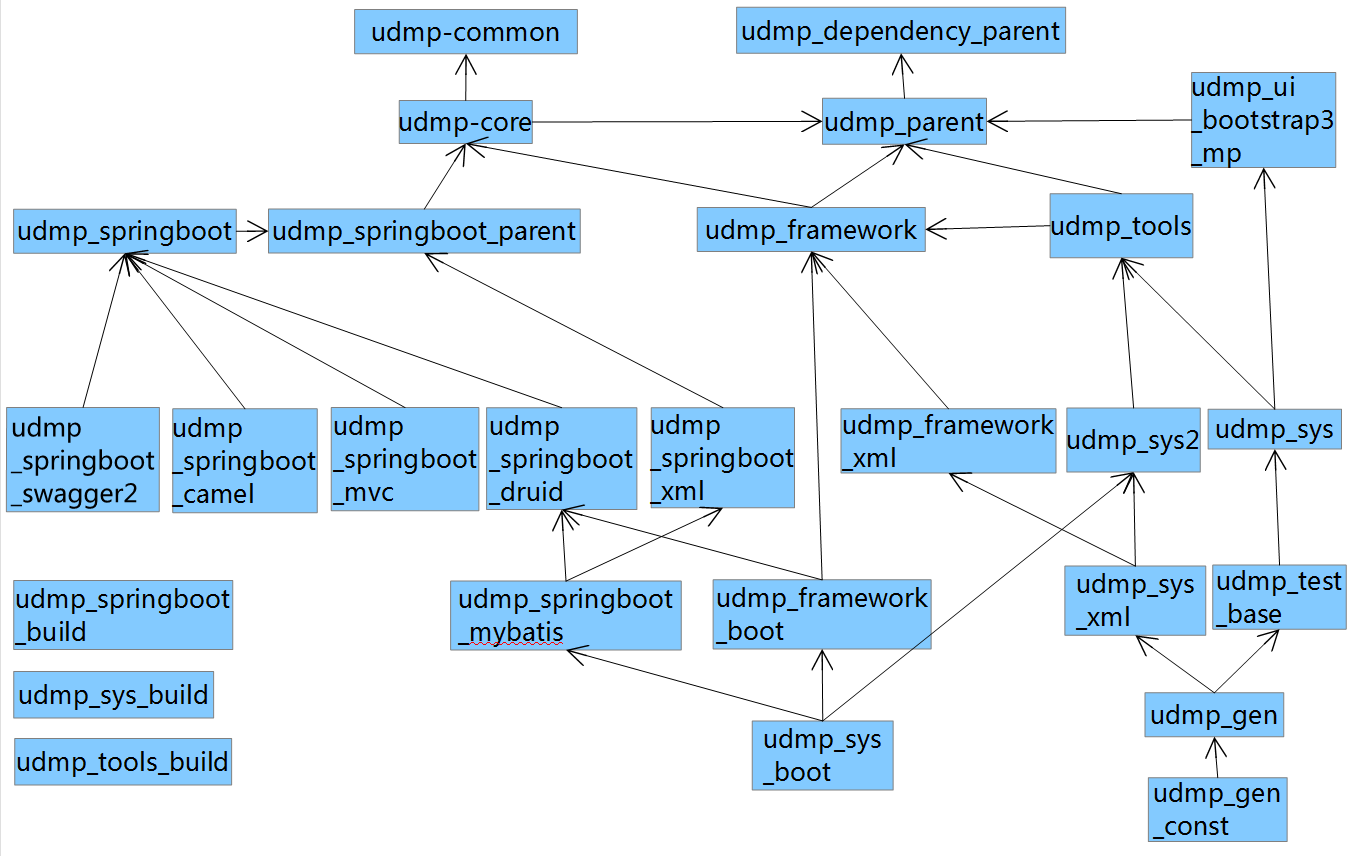 udmp-common
udmp_dependency_parent
udmp-core
udmp_parent
udmp_ui
_bootstrap3
_mp
udmp_springboot
udmp_springboot_parent
udmp_framework
udmp_tools
udmp
_springboot
_swagger2
udmp
_springboot
_camel
udmp
_springboot
_mvc
udmp
_springboot
_druid
udmp
_springboot
_xml
udmp_framework
_xml
udmp_sys2
udmp_sys
udmp_springboot
_build
udmp_springboot
_mybatis
udmp_framework
_boot
udmp_sys
_xml
udmp_test
_base
udmp_sys_build
udmp_gen
udmp_tools_build
udmp_sys
_boot
udmp_gen
_const